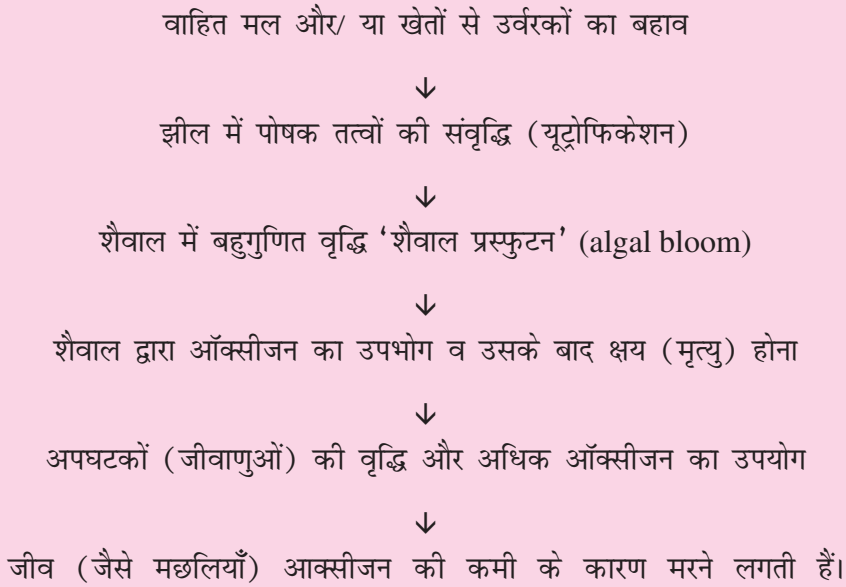 वाहित मल और/ या खेतों से उर्वरकों का बहाव
↓
झील में पोषक तत्वों की संवृद्धि (यूट्रोफिकेशन)
↓
शैवाल में बहुगुणित वृद्धि ‘शैवाल प्रस्फुटन’ (algal bloom)
↓
शैवाल द्वारा ऑक्सीजन का उपभोग व उसके बाद क्षय (मृत्यु) होना
↓
अपघटकों (जीवाणुओं) की वृद्धि और अधिक ऑक्सीजन का उपयोग
↓
जीव (जैसे मछलियाँ) आक्सीजन की कमी के कारण मरने लगती हैं।